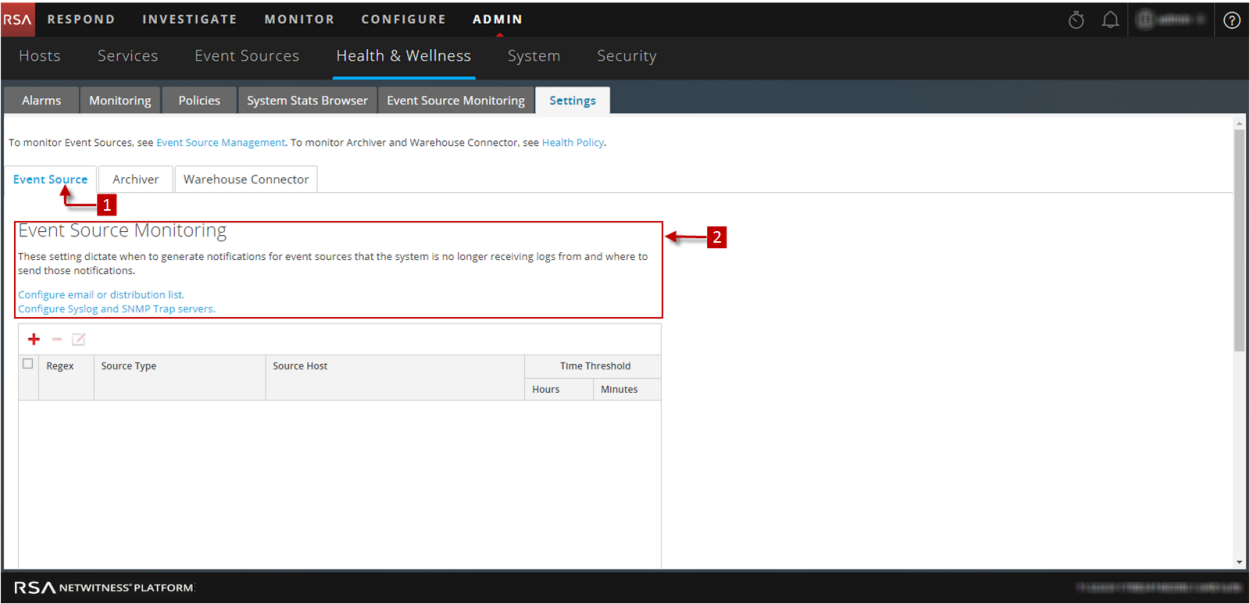 RSA RESPOND INVESTIGATE MONITOR CONFIGURE ADMIN
Hosts Services Event Sources Health & Wellness System Security
Alarms Monitoring Policies System Stats Browser Event Source Monitoring Settings
To monitor Event Sources, see Event Source Management. To monitor Archiver and Warehouse Connector, see Health Policy.
Event Source Archiver Warehouse Connector
1
Event Source Monitoring
2
These setting dictate when to generate notifications for event sources that the system is no longer receiving logs from and where to
send those notifications.
Configure email or distribution list.
Configure Syslog and SNMP Trap servers.
Regex Source Type Source Host Time Threshold
Hours Minutes
RSA NETWITNESS® PLATFORM